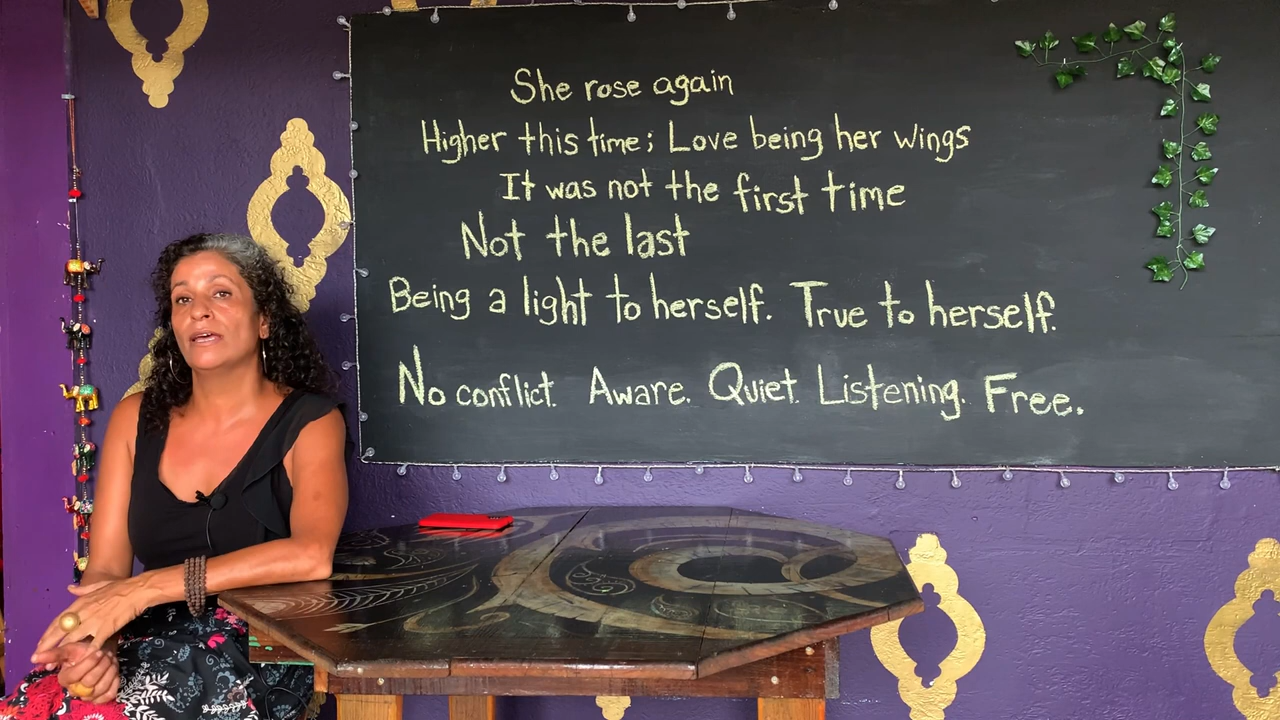 She rose again
Higher this time; Love being her wings
It was not the first time
Not the last
Being a light to herself. True to herself.
No conflict. Aware. Quiet. Listening. Free.